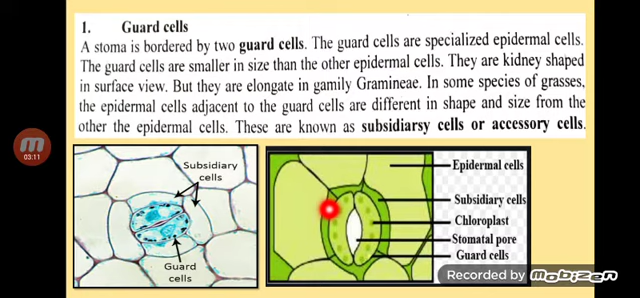 1. Guard cells
A stoma is bordered by two guard cells. The guard cells are specialized epidermal cells.
The guard cells are smaller in size than the other epidermal cells. They are kidney shaped
in surface view. But they are elongate in gamily Gramineae. In some species of grasses,
the epidermal cells adjacent to the guard cells are different in shape and size from the
other the epidermal cells. These are known as subsidiarsy cells or accessory cells.
03:11
Subsidiary
cells
Guard
cells
Epidermal cells
Subsidiary cells
Chloroplast
Stomatal pore
Guard cells
Recorded by mobizen